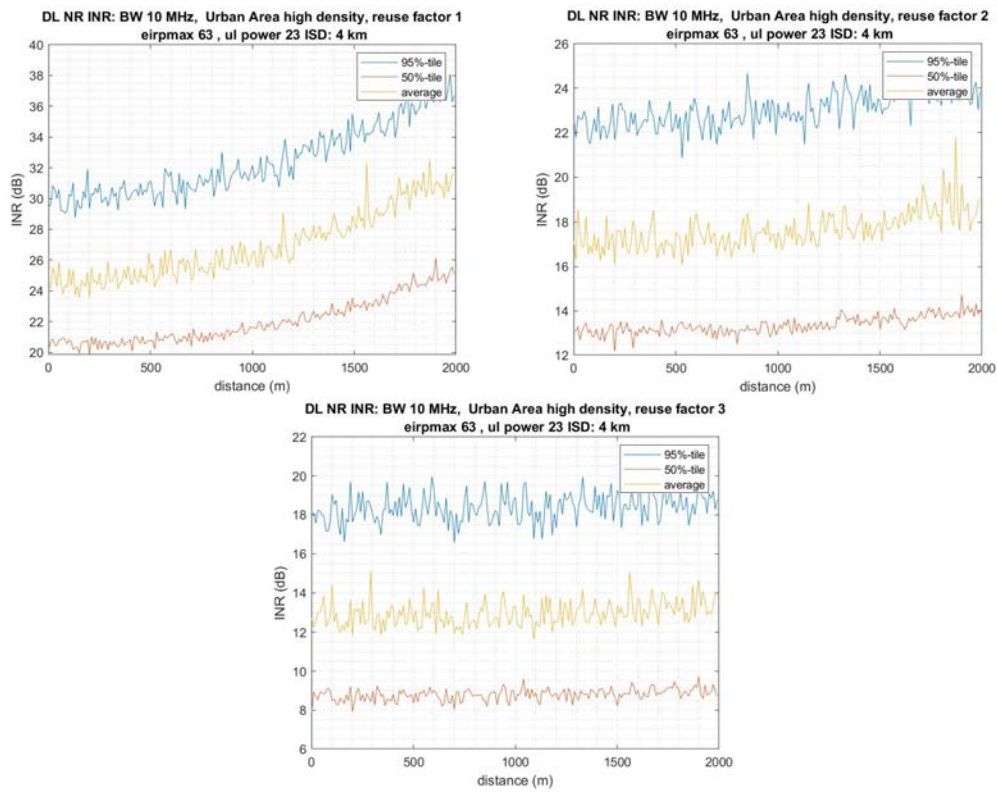 DL NR INR: BW 10 MHz, Urban Area high density, reuse factor 1
eirpmax 63 , ul power 23 ISD: 4 km
40
38
36
34
32
30
28
26
24
22
20
INR (dB)
95%-tile
50%-tile
average
0
500
1000
1500
2000
distance (m)
DL NR INR: BW 10 MHz, Urban Area high density, reuse factor 2
eirpmax 63 , ul power 23 ISD: 4 km
26
24
22
20
18
16
14
12
INR (dB)
95%-tile
50%-tile
average
0
500
1000
1500
2000
distance (m)
DL NR INR: BW 10 MHz, Urban Area high density, reuse factor 3
eirpmax 63 , ul power 23 ISD: 4 km
22
20
18
16
14
12
10
8
6
INR (dB)
95%-tile
50%-tile
average
0
500
1000
1500
2000
distance (m)